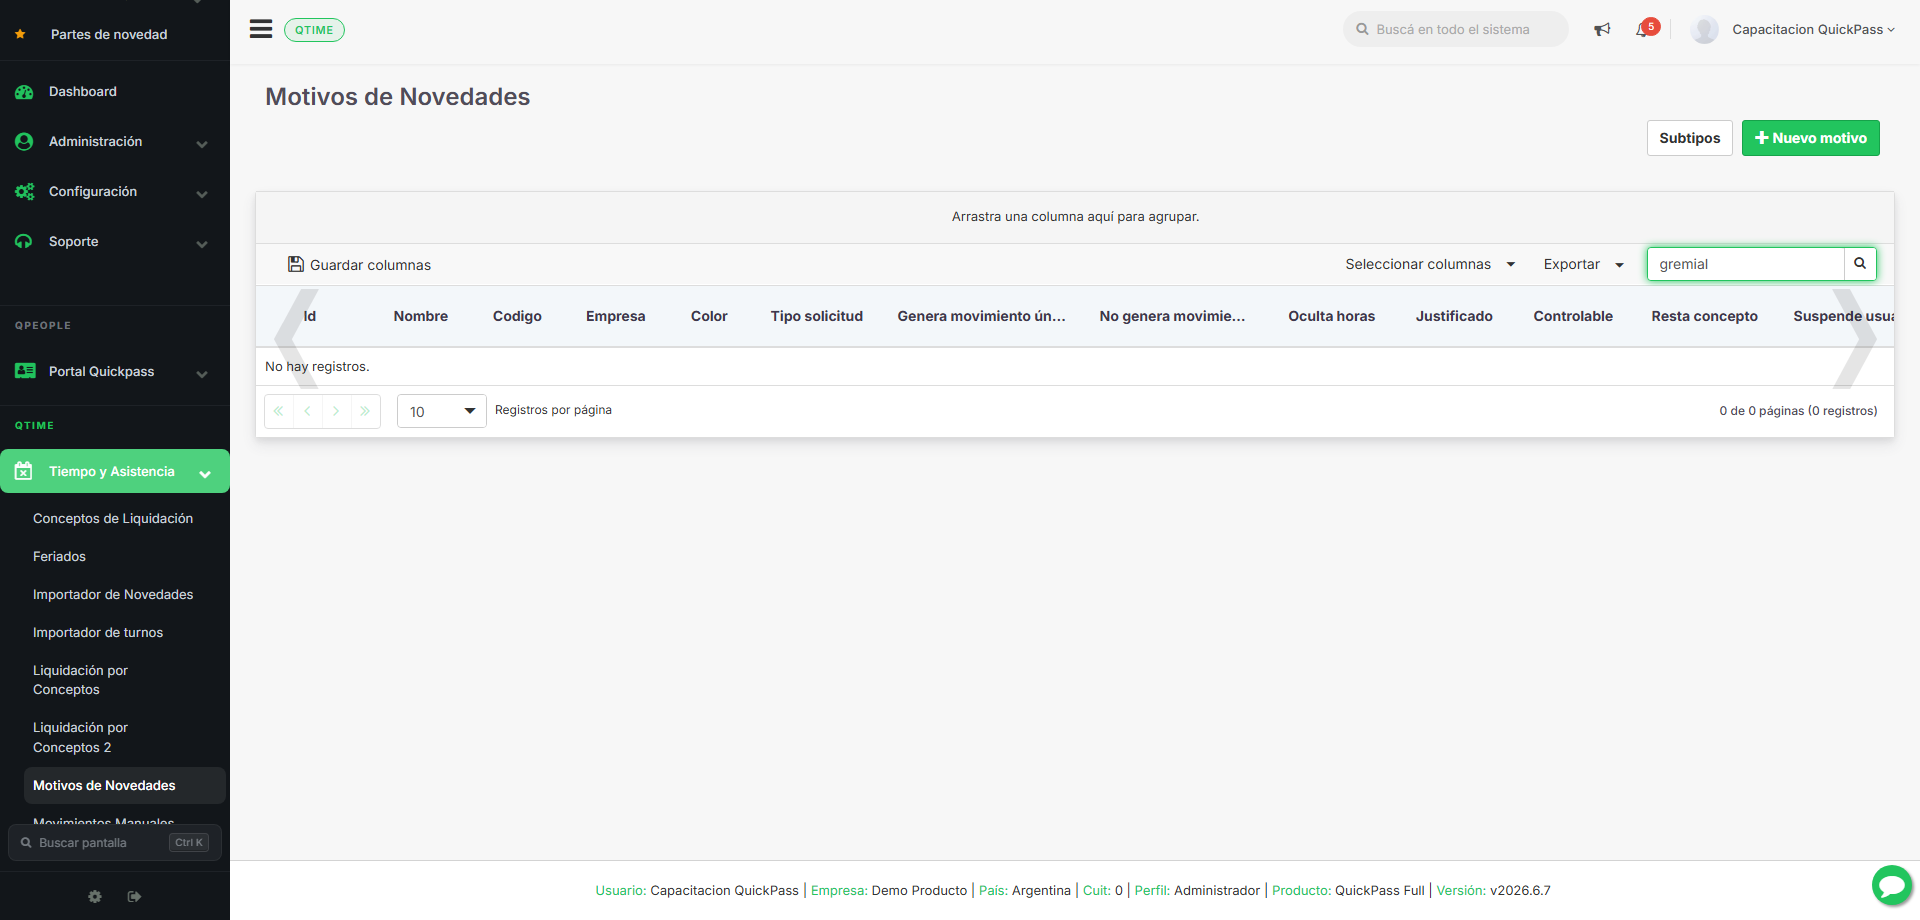 Partes de novedad
Dashboard
Administración
Configuración
Soporte
QPEOPLE
Portal Quickpass
QTIME
Tiempo y Asistencia
Conceptos de Liquidación
Feriados
Importador de Novedades
Importador de turnos
Liquidación por
Conceptos
Liquidación por
Conceptos 2
Motivos de Novedades
Movimientos Manuales
Buscar pantalla Ctrl K
QTIME
Buscá en todo el sistema
5
Capacitacion QuickPass
Motivos de Novedades
Subtipos
Nuevo motivo
Arrastra una columna aquí para agrupar.
Guardar columnas
Seleccionar columnas
Exportar
gremial
Id Nombre Codigo Empresa Color Tipo solicitud Genera movimiento ún... No genera movimie... Oculta horas Justificado Controlable Resta concepto Suspende usua
No hay registros.
10
Registros por página
0 de 0 páginas (0 registros)
Usuario: Capacitacion QuickPass | Empresa: Demo Producto | País: Argentina | Cuit: 0 | Perfil: Administrador | Producto: QuickPass Full | Versión: v2026.6.7